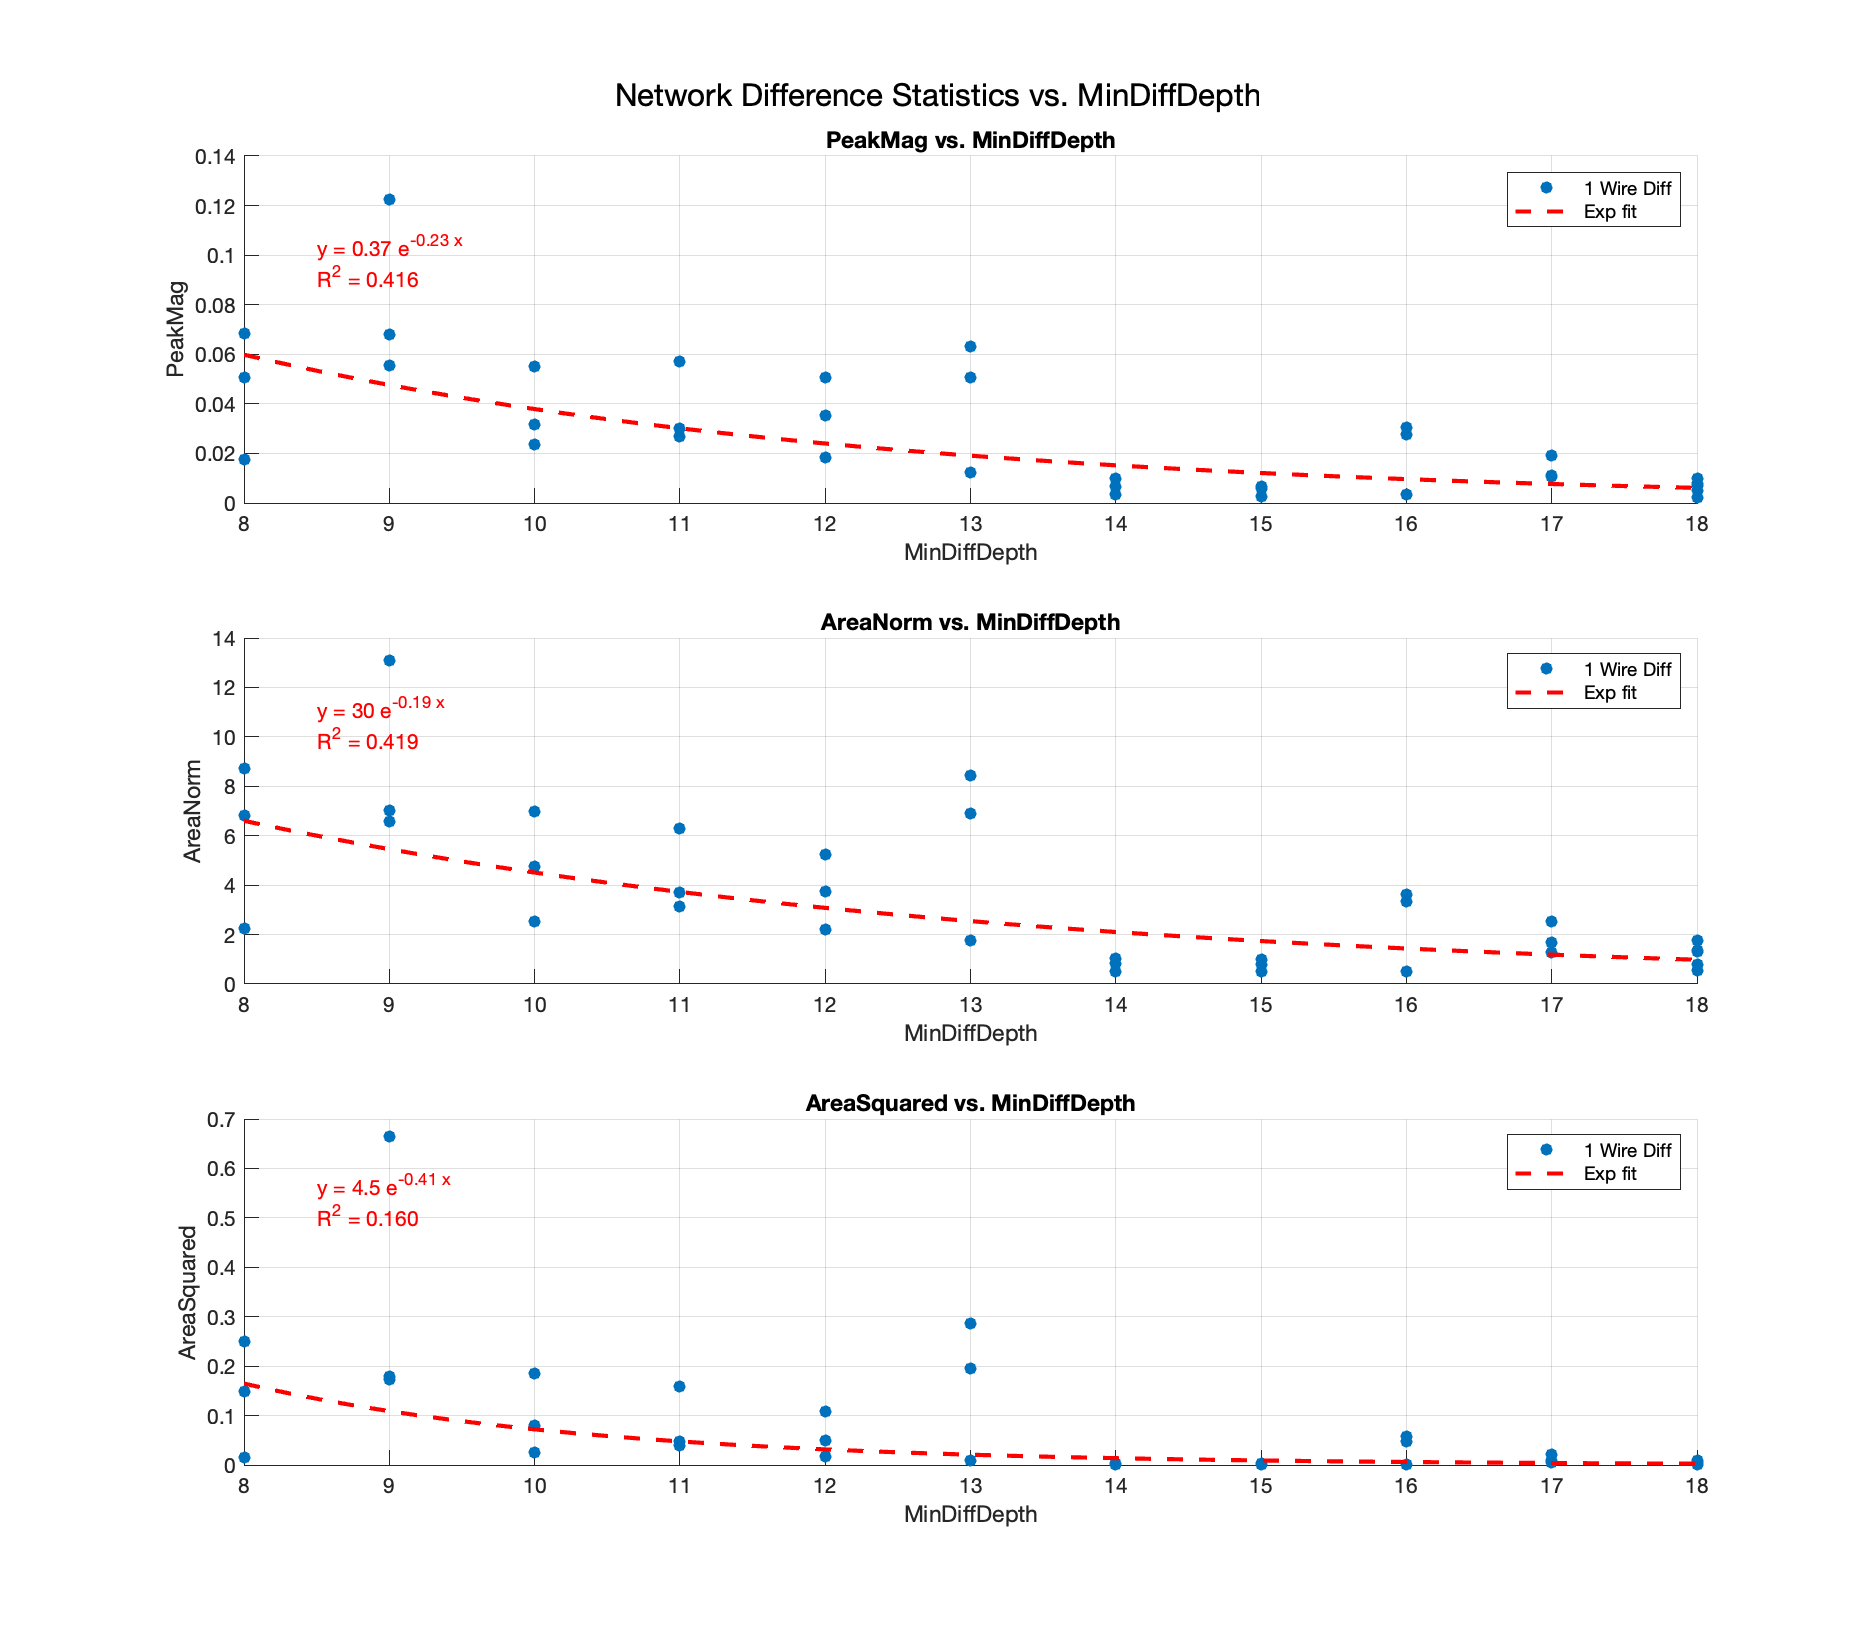 Network Difference Statistics vs. MinDiffDepth
PeakMag vs. MinDiffDepth
0.14
0.12
0.1
0.08
0.06
0.04
0.02
0
PeakMag
y = 0.37 e^-0.23 x
R^2 = 0.416
1 Wire Diff
Exp fit
8 9 10 11 12 13 14 15 16 17 18
MinDiffDepth
AreaNorm vs. MinDiffDepth
14
12
10
8
6
4
2
0
AreaNorm
y = 30 e^-0.19 x
R^2 = 0.419
1 Wire Diff
Exp fit
8 9 10 11 12 13 14 15 16 17 18
MinDiffDepth
AreaSquared vs. MinDiffDepth
0.7
0.6
0.5
0.4
0.3
0.2
0.1
0
AreaSquared
y = 4.5 e^-0.41 x
R^2 = 0.160
1 Wire Diff
Exp fit
8 9 10 11 12 13 14 15 16 17 18
MinDiffDepth